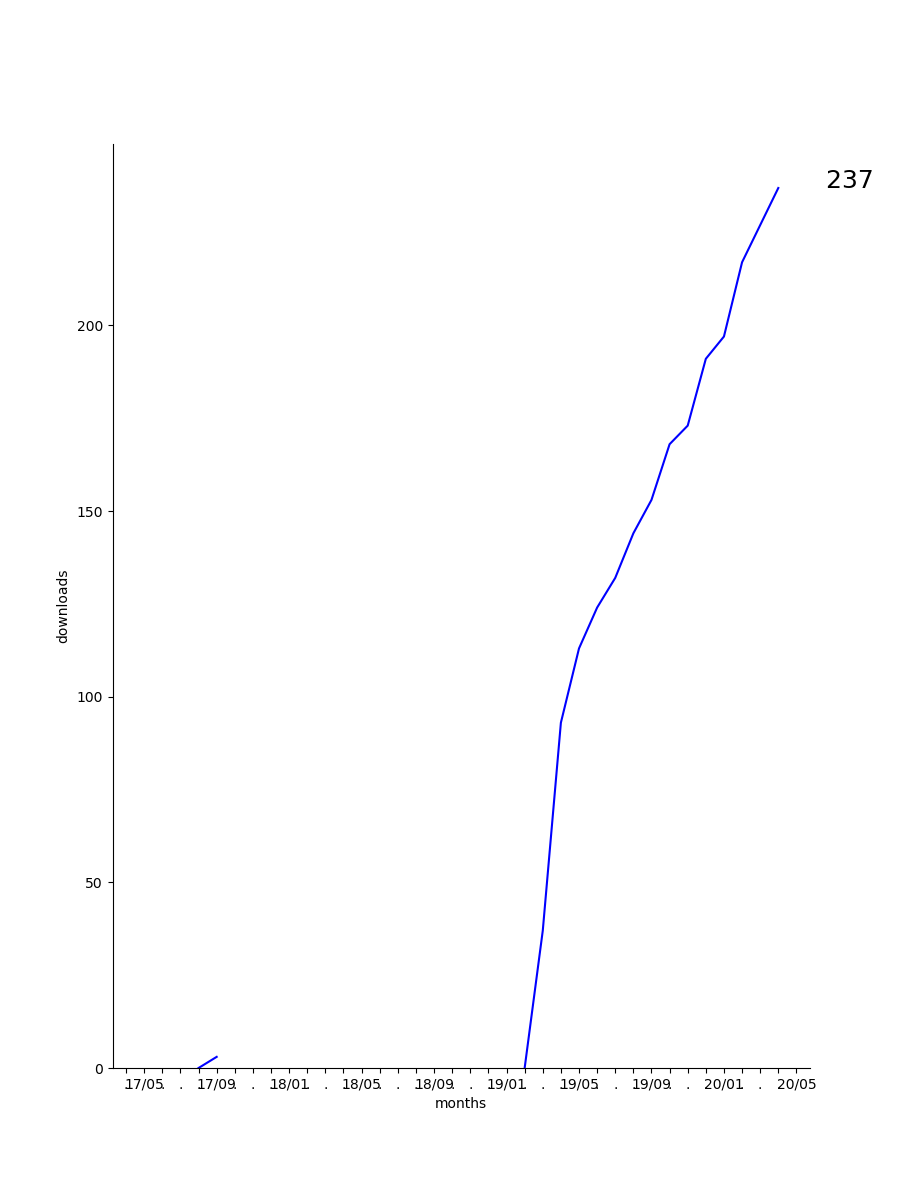 237
200
150
100
50
0
downloads
17/05 . . 17/09 . . 18/01 . . 18/05 . . 18/09 . . 19/01 . . 19/05 . . 19/09 . . 20/01 . . 20/05
months